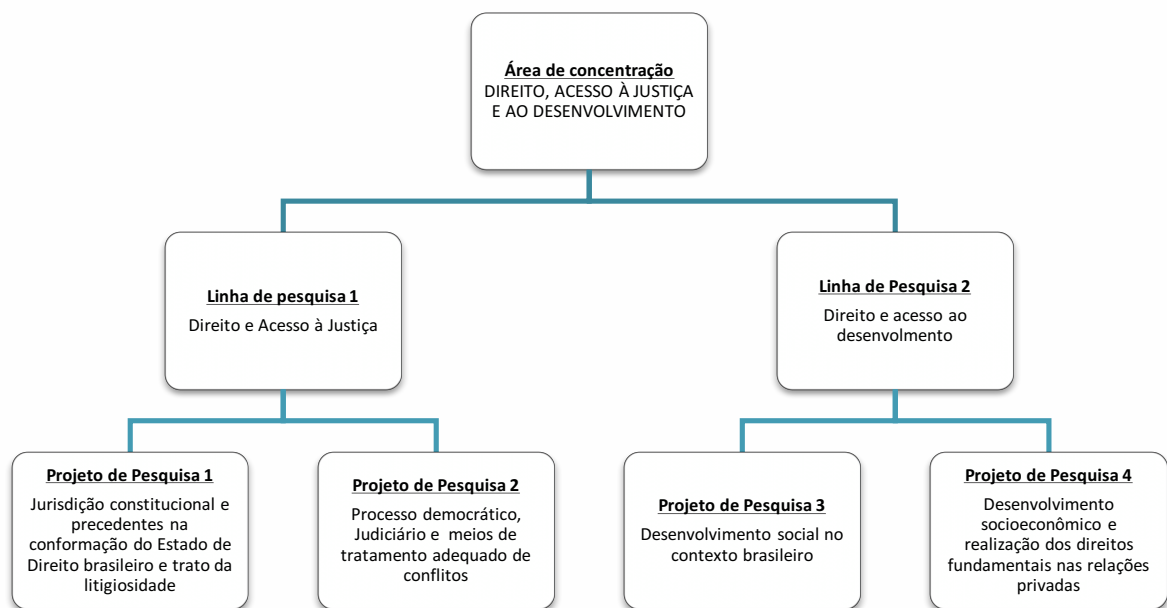 Área de concentração
DIREITO, ACESSO À JUSTIÇA
E AO DESENVOLVIMENTO
Linha de pesquisa 1
Direito e Acesso à Justiça
Linha de Pesquisa 2
Direito e acesso ao
desenvolmento
Projeto de Pesquisa 1
Jurisdição constitucional e
precedentes na
conformação do Estado de
Direito brasileiro e trato da
litigiosidade
Projeto de Pesquisa 2
Processo democrático,
Judiciário e meios de
tratamento adequado de
conflitos
Projeto de Pesquisa 3
Desenvolvimento social no
contexto brasileiro
Projeto de Pesquisa 4
Desenvolvimento
socioeconômico e
realização dos direitos
fundamentais nas relações
privadas